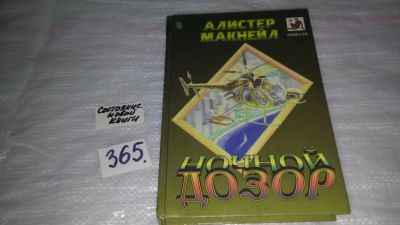 АЛИСТЕР
МАКНЕЙЛ
НОЧНОЙ
ДОЗОР
Состояние
новой
книги
365.